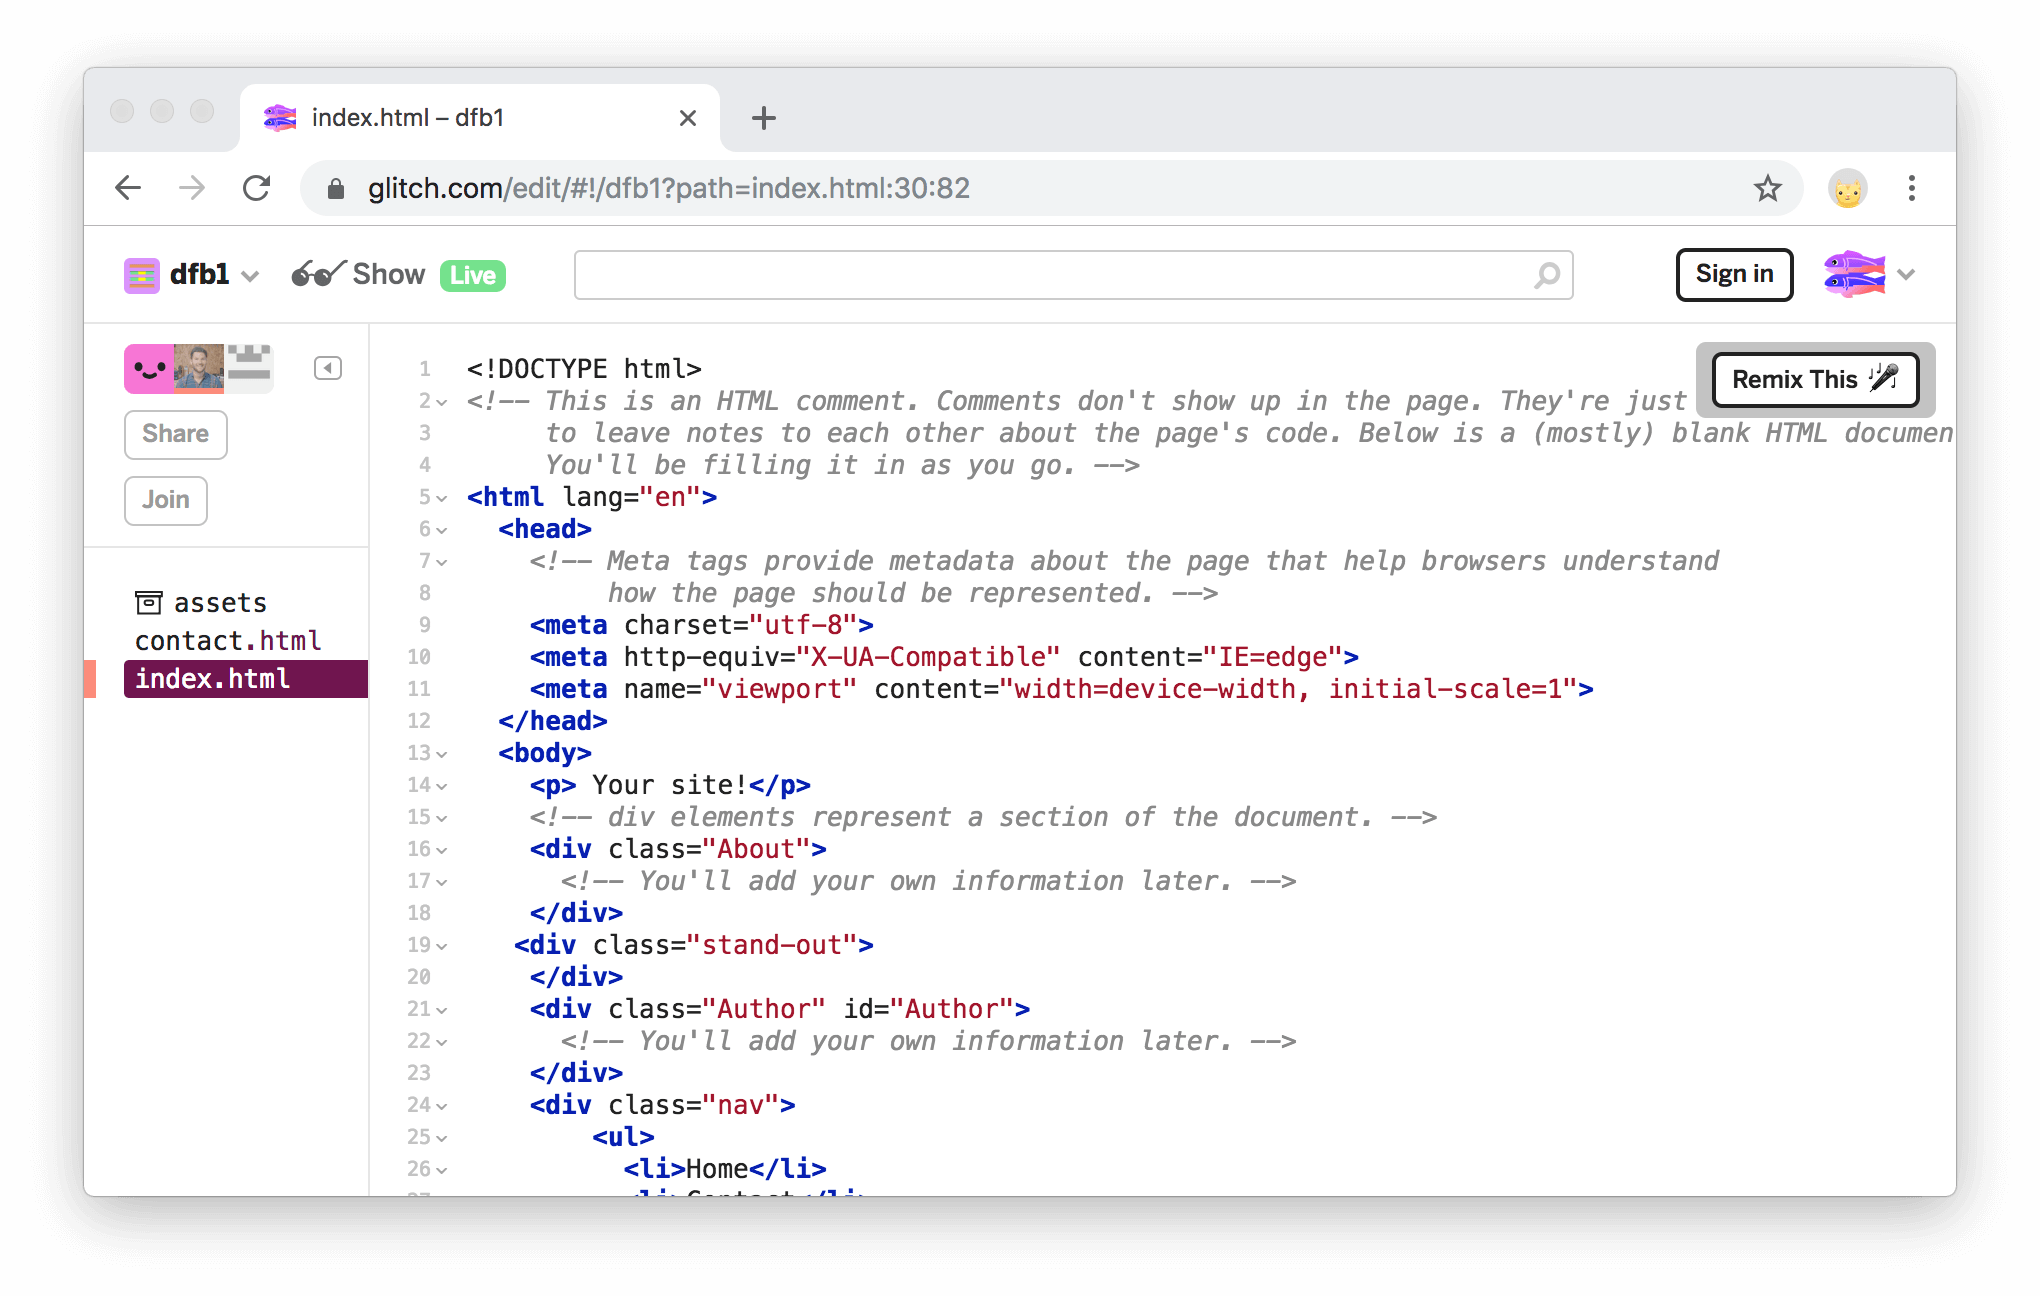 index.html – dfb1
glitch.com/edit/#!/dfb1?path=index.html:30:82
dfb1 Show Live Sign in
Share
Join
assets
contact.html
index.html
Remix This
1 <!DOCTYPE html>
2 <!-- This is an HTML comment. Comments don't show up in the page. They're just
3 to leave notes to each other about the page's code. Below is a (mostly) blank HTML documen
4 You'll be filling it in as you go. -->
5 <html lang="en">
6 <head>
7 <!-- Meta tags provide metadata about the page that help browsers understand
8 how the page should be represented. -->
9 <meta charset="utf-8">
10 <meta http-equiv="X-UA-Compatible" content="IE=edge">
11 <meta name="viewport" content="width=device-width, initial-scale=1">
12 </head>
13 <body>
14 <p> Your site!</p>
15 <!-- div elements represent a section of the document. -->
16 <div class="About">
17 <!-- You'll add your own information later. -->
18 </div>
19 <div class="stand-out">
20 </div>
21 <div class="Author" id="Author">
22 <!-- You'll add your own information later. -->
23 </div>
24 <div class="nav">
25 <ul>
26 <li>Home</li>
27 <li>Contact</li>